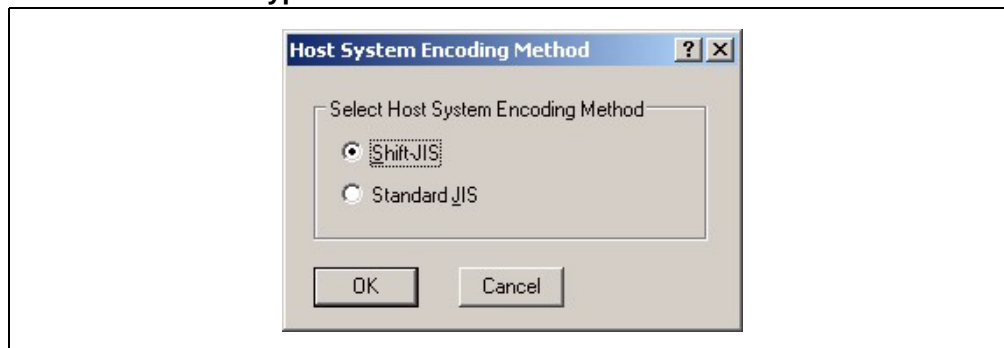 Host System Encoding Method
Select Host System Encoding Method
Shift-JIS
Standard JIS
OK Cancel